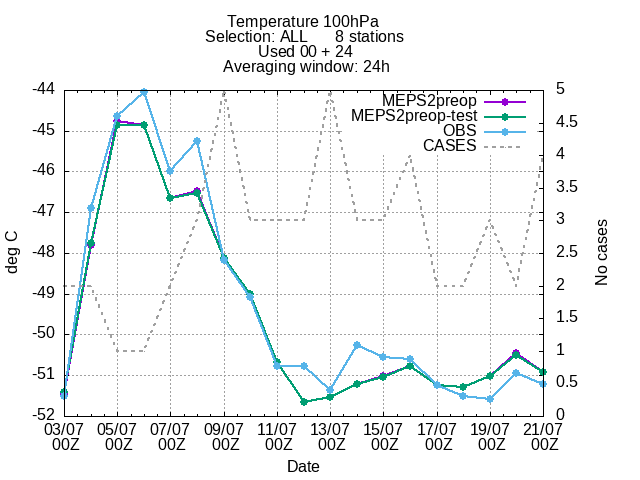 Temperature 100hPa
Selection: ALL 8 stations
Used 00 + 24
Averaging window: 24h
-44
-45
-46
-47
-48
-49
-50
-51
-52
deg C
5
4.5
4
3.5
3
2.5
2
1.5
1
0.5
0
No cases
MEPS2preop
MEPS2preop-test
OBS
CASES
03/07 05/07 07/07 09/07 11/07 13/07 15/07 17/07 19/07 21/07
00Z 00Z 00Z 00Z 00Z 00Z 00Z 00Z 00Z 00Z
Date